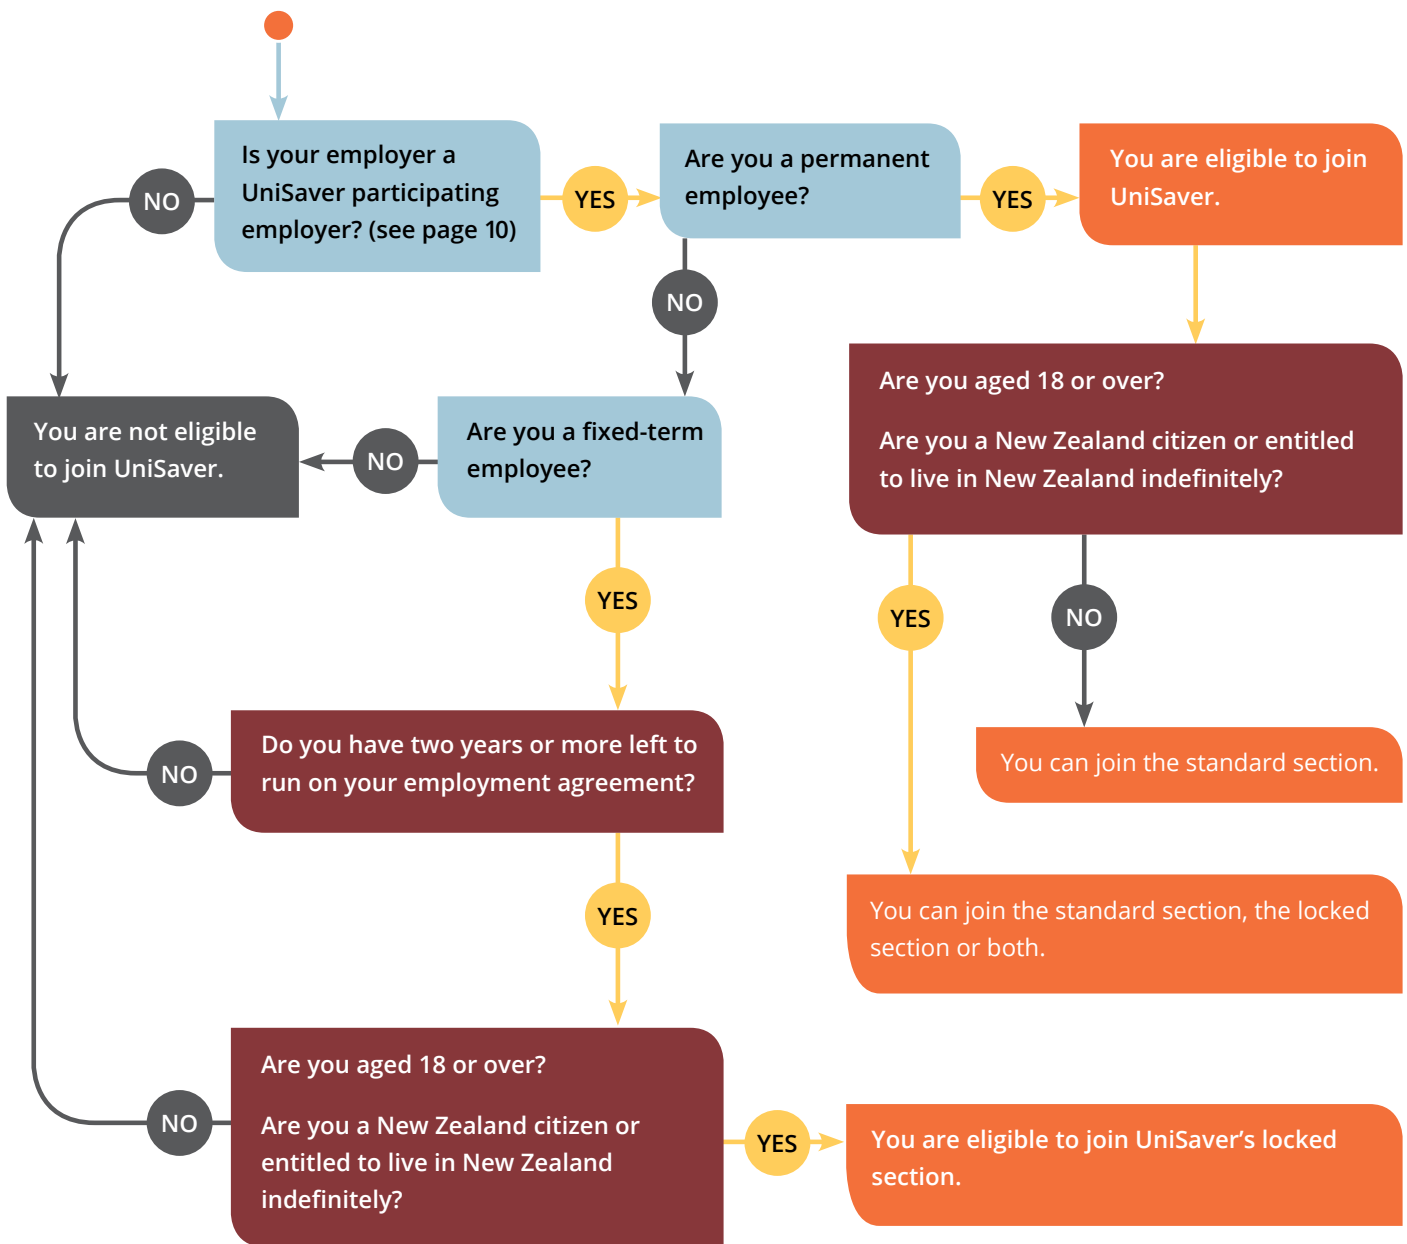 Is your employer a
UniSaver participating
employer? (see page 10)
NO
YES
Are you a permanent
employee?
YES
You are eligible to join
UniSaver.
NO
Are you aged 18 or over?
Are you a New Zealand citizen or entitled
to live in New Zealand indefinitely?
You are not eligible
to join UniSaver.
NO
Are you a fixed-term
employee?
YES
YES
NO
Do you have two years or more left to
run on your employment agreement?
NO
You can join the standard section.
YES
You can join the standard section, the locked
section or both.
Are you aged 18 or over?
Are you a New Zealand citizen or
entitled to live in New Zealand
indefinitely?
NO
YES
You are eligible to join UniSaver’s locked
section.